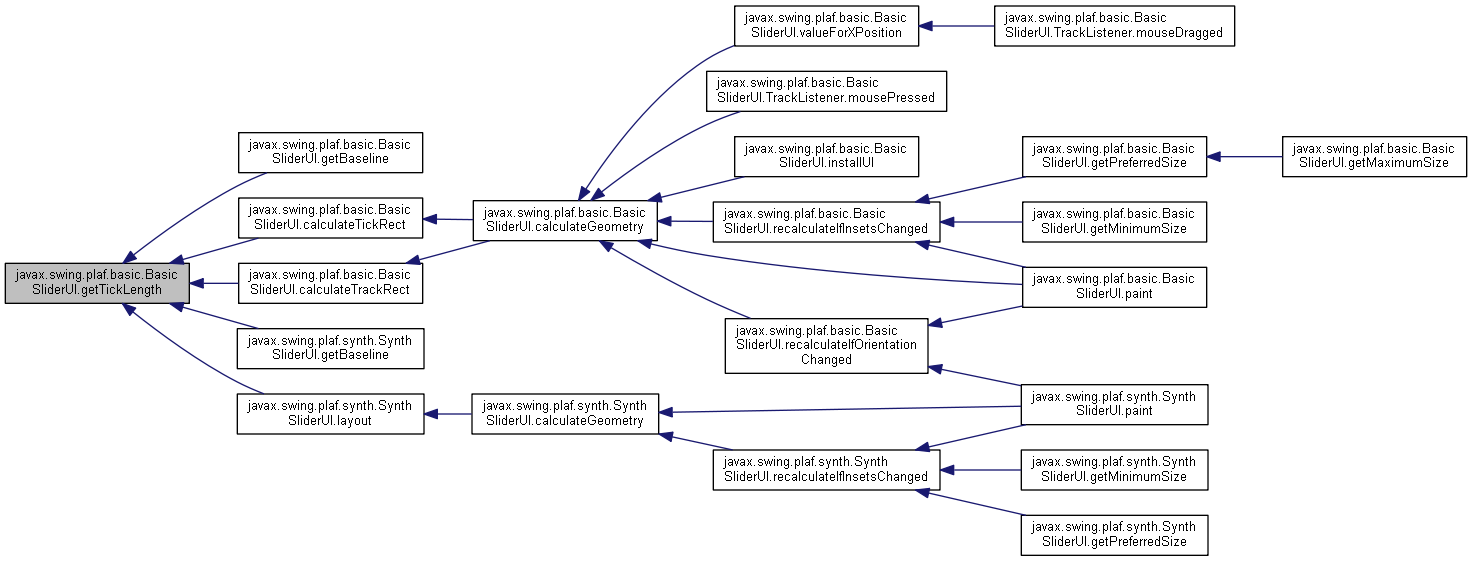 javax.swing.plaf.basic.Basic
SliderUI.valueForXPosition
javax.swing.plaf.basic.Basic
SliderUI.TrackListener.mouseDragged
javax.swing.plaf.basic.Basic
SliderUI.TrackListener.mousePressed
javax.swing.plaf.basic.Basic
SliderUI.getBaseline
javax.swing.plaf.basic.Basic
SliderUI.installUI
javax.swing.plaf.basic.Basic
SliderUI.getPreferredSize
javax.swing.plaf.basic.Basic
SliderUI.getMaximumSize
javax.swing.plaf.basic.Basic
SliderUI.calculateTickRect
javax.swing.plaf.basic.Basic
SliderUI.calculateGeometry
javax.swing.plaf.basic.Basic
SliderUI.recalculateIfInsetsChanged
javax.swing.plaf.basic.Basic
SliderUI.getMinimumSize
javax.swing.plaf.basic.Basic
SliderUI.getTickLength
javax.swing.plaf.basic.Basic
SliderUI.calculateTrackRect
javax.swing.plaf.basic.Basic
SliderUI.paint
javax.swing.plaf.synth.Synth
SliderUI.getBaseline
javax.swing.plaf.basic.Basic
SliderUI.recalculateIfOrientation
Changed
javax.swing.plaf.synth.Synth
SliderUI.layout
javax.swing.plaf.synth.Synth
SliderUI.calculateGeometry
javax.swing.plaf.synth.Synth
SliderUI.paint
javax.swing.plaf.synth.Synth
SliderUI.recalculateIfInsetsChanged
javax.swing.plaf.synth.Synth
SliderUI.getMinimumSize
javax.swing.plaf.synth.Synth
SliderUI.getPreferredSize